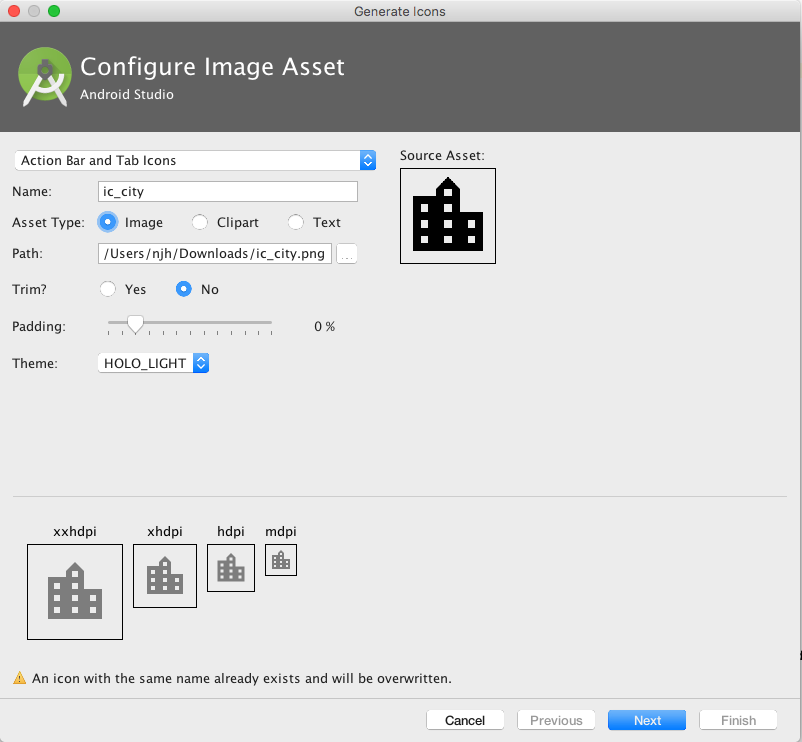 Generate Icons
Configure Image Asset
Android Studio
Action Bar and Tab Icons
Source Asset:
Name: ic_city
Asset Type: Image Clipart Text
Path: /Users/njh/Downloads/ic_city.png ...
Trim? Yes No
Padding: 0 %
Theme: HOLO_LIGHT
xxhdpi xhdpi hdpi mdpi
An icon with the same name already exists and will be overwritten.
Cancel Previous Next Finish